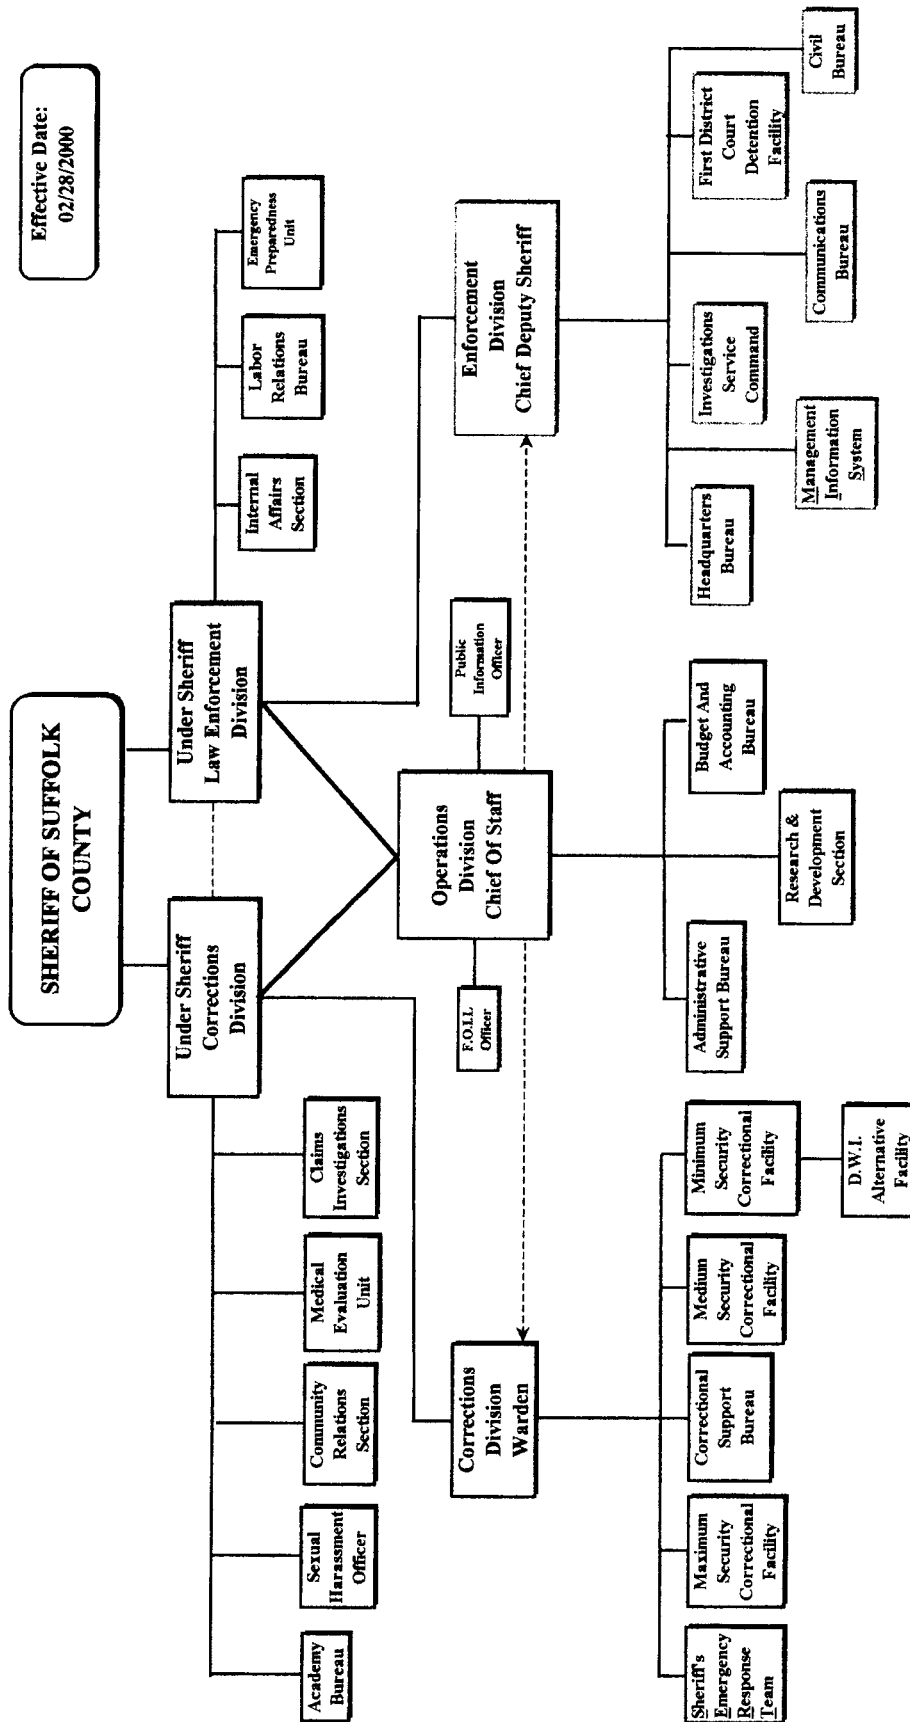 Effective Date:
02/28/2000
SHERIFF OF SUFFOLK
COUNTY
Under Sheriff
Corrections
Division
Under Sheriff
Law Enforcement
Division
Academy
Bureau
Sexual
Harassment
Officer
Community
Relations
Section
Medical
Evaluation
Unit
Claims
Investigations
Section
Internal
Affairs
Section
Labor
Relations
Bureau
Emergency
Preparedness
Unit
Corrections
Division
Warden
F.O.I.L
Officer
Operations
Division
Chief Of Staff
Public
Information
Officer
Enforcement
Division
Chief Deputy Sheriff
Sheriff's
Emergency
Response
Team
Maximum
Security
Correctional
Facility
Correctional
Support
Bureau
Medium
Security
Correctional
Facility
Minimum
Security
Correctional
Facility
D.W.I.
Alternative
Facility
Administrative
Support Bureau
Research &
Development
Section
Budget And
Accounting
Bureau
Headquarters
Bureau
Management
Information
System
Investigations
Service
Command
Communications
Bureau
First District
Court
Detention
Facility
Civil
Bureau